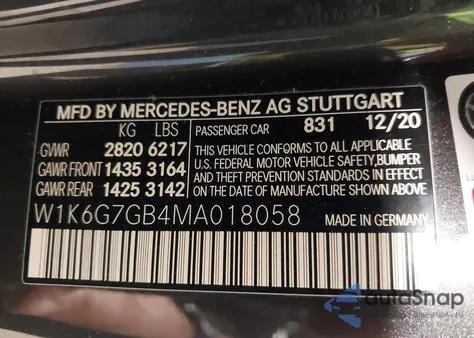 MFD BY MERCEDES-BENZ AG STUTTGART
KG LBS
PASSENGER CAR 831 12/20
GVWR 2820 6217
GAWR FRONT 1435 3164
GAWR REAR 1425 3142
THIS VEHICLE CONFORMS TO ALL APPLICABLE
U.S. FEDERAL MOTOR VEHICLE SAFETY, BUMPER
AND THEFT PREVENTION STANDARDS IN EFFECT
ON THE DATE OF MANUFACTURE SHOWN ABOVE.
W1K6G7GB4MA018058
MADE IN GERMANY
autoSnap